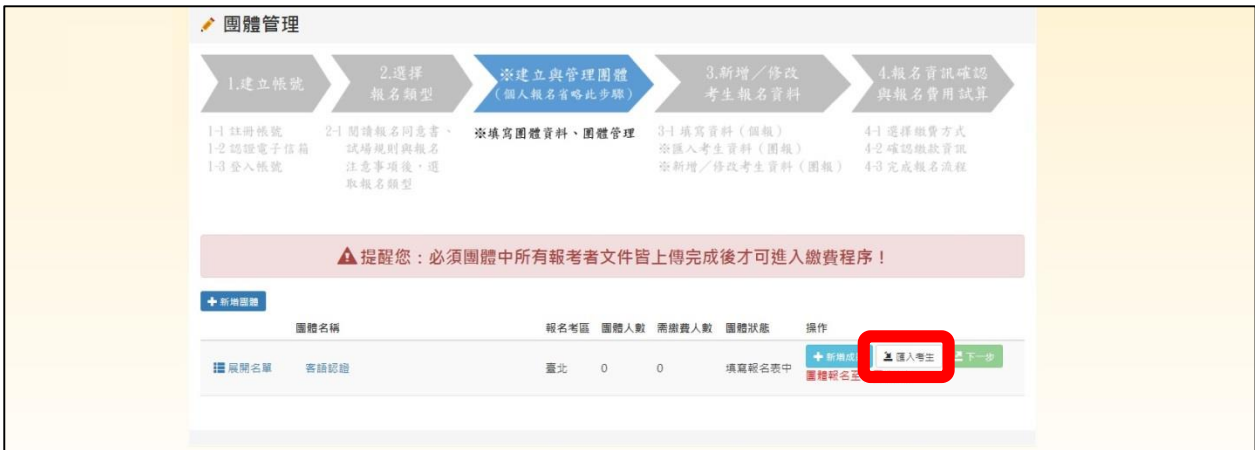 團體管理
1.建立帳號
2.選擇
報名類型
※建立與管理團體
(個人報名省略此步驟)
3.新增／修改
考生報名資料
4.報名資訊確認
與報名費用試算
1-1 註冊帳號
1-2 認證電子信箱
1-3 登入帳號
2-1 閱讀報名同意書、
試場規則與報名
注意事項後，選
取報名類型
※填寫團體資料、團體管理
3-1 填寫資料（個報）
※匯入考生資料（團報）
※新增／修改考生資料（團報）
4-1 選擇繳費方式
4-2 確認繳款資訊
4-3 完成報名流程
提醒您：必須團體中所有報考者文件皆上傳完成後才可進入繳費程序！
新增團體
團體名稱 報名考區 團體人數 需繳費人數 團體狀態 操作
展開名單 客語認證 臺北 0 0 填寫報名表中 新增成 匯入考生 下一步
團體報名至